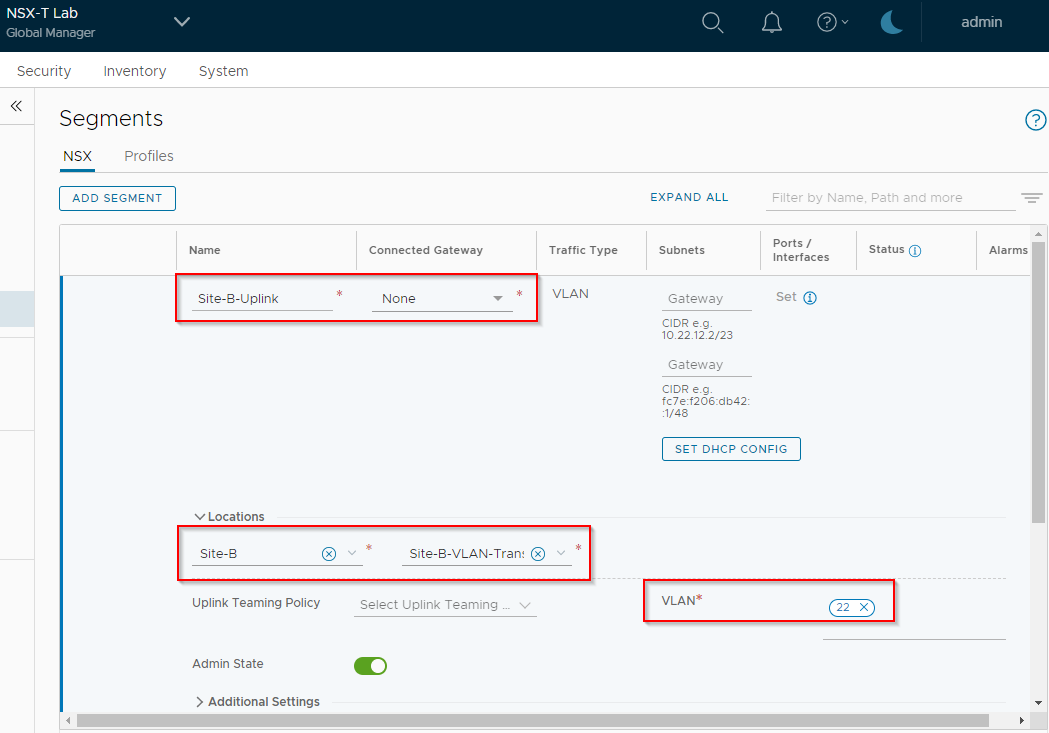 NSX-T Lab
Global Manager
admin
Security Inventory System
Segments
NSX Profiles
ADD SEGMENT EXPAND ALL Filter by Name, Path and more
Name Connected Gateway Traffic Type Subnets Ports / Interfaces Status Alarms
Site-B-Uplink * None * VLAN Gateway Set
CIDR e.g.
10.22.12.2/23
Gateway
CIDR e.g.
fc7e:f206:db42:
:1/48
SET DHCP CONFIG
Locations
Site-B * Site-B-VLAN-Trans *
Uplink Teaming Policy Select Uplink Teaming ... VLAN* 22
Admin State
Additional Settings